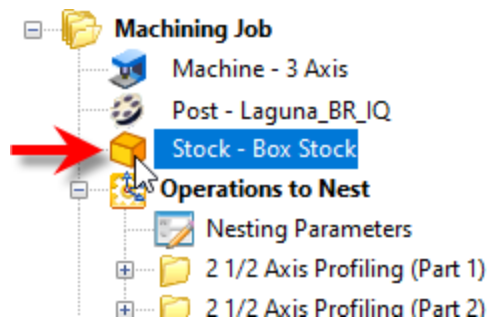 Machining Job
Machine - 3 Axis
Post - Laguna_BR_IQ
Stock - Box Stock
Operations to Nest
Nesting Parameters
2 1/2 Axis Profiling (Part 1)
2 1/2 Axis Profiling (Part 2)